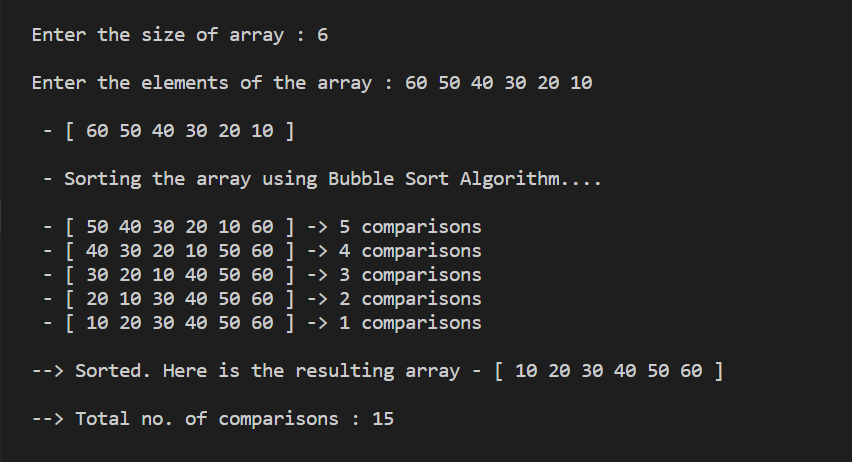 Enter the size of array : 6
Enter the elements of the array : 60 50 40 30 20 10
- [ 60 50 40 30 20 10 ]
- Sorting the array using Bubble Sort Algorithm....
- [ 50 40 30 20 10 60 ] -> 5 comparisons
- [ 40 30 20 10 50 60 ] -> 4 comparisons
- [ 30 20 10 40 50 60 ] -> 3 comparisons
- [ 20 10 30 40 50 60 ] -> 2 comparisons
- [ 10 20 30 40 50 60 ] -> 1 comparisons
--> Sorted. Here is the resulting array - [ 10 20 30 40 50 60 ]
--> Total no. of comparisons : 15